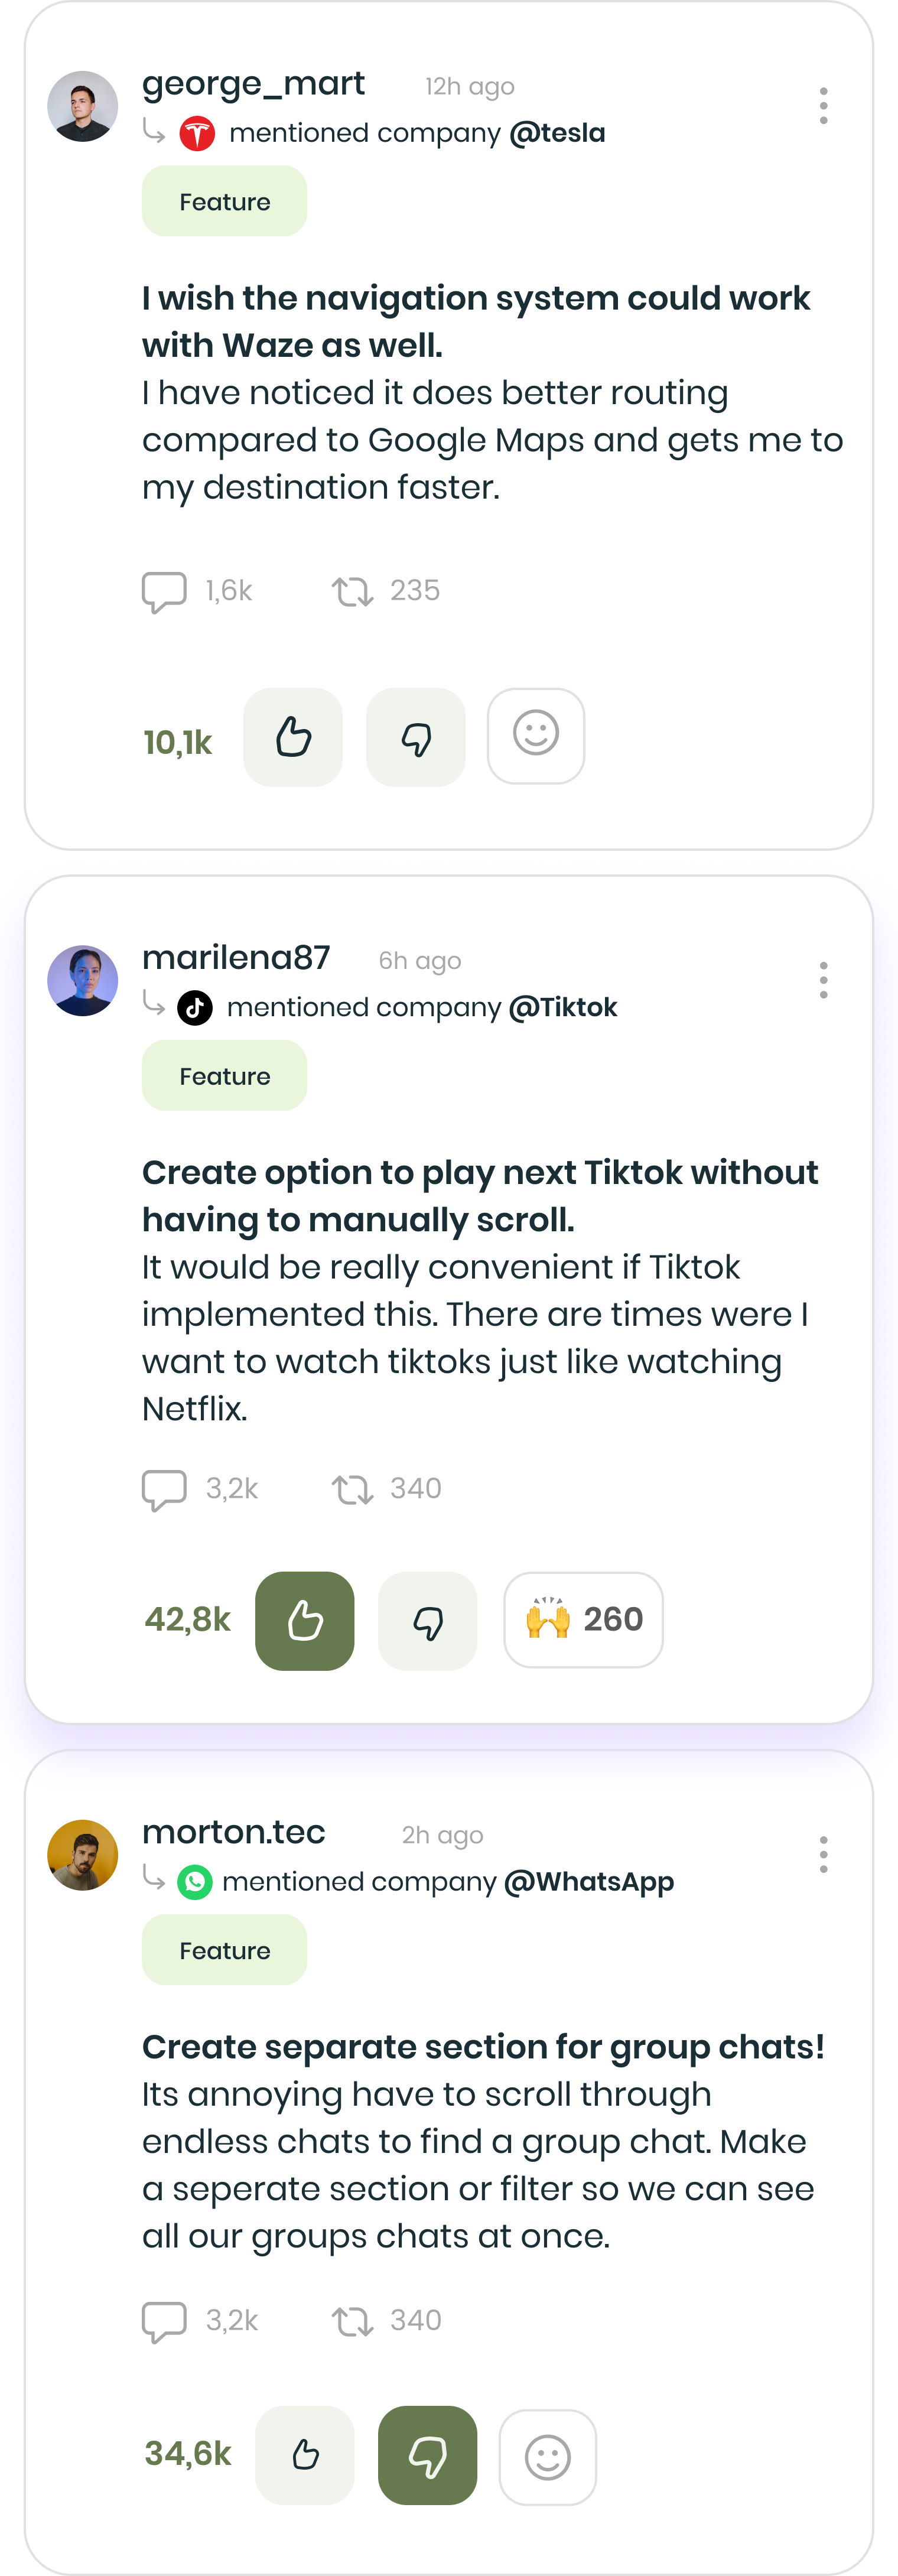 george_mart 12h ago
mentioned company @tesla
Feature
I wish the navigation system could work
with Waze as well.
I have noticed it does better routing
compared to Google Maps and gets me to
my destination faster.
1,6k 235
10,1k
marilena87 6h ago
mentioned company @Tiktok
Feature
Create option to play next Tiktok without
having to manually scroll.
It would be really convenient if Tiktok
implemented this. There are times were I
want to watch tiktoks just like watching
Netflix.
3,2k 340
42,8k 260
morton.tec 2h ago
mentioned company @WhatsApp
Feature
Create separate section for group chats!
Its annoying have to scroll through
endless chats to find a group chat. Make
a seperate section or filter so we can see
all our groups chats at once.
3,2k 340
34,6k